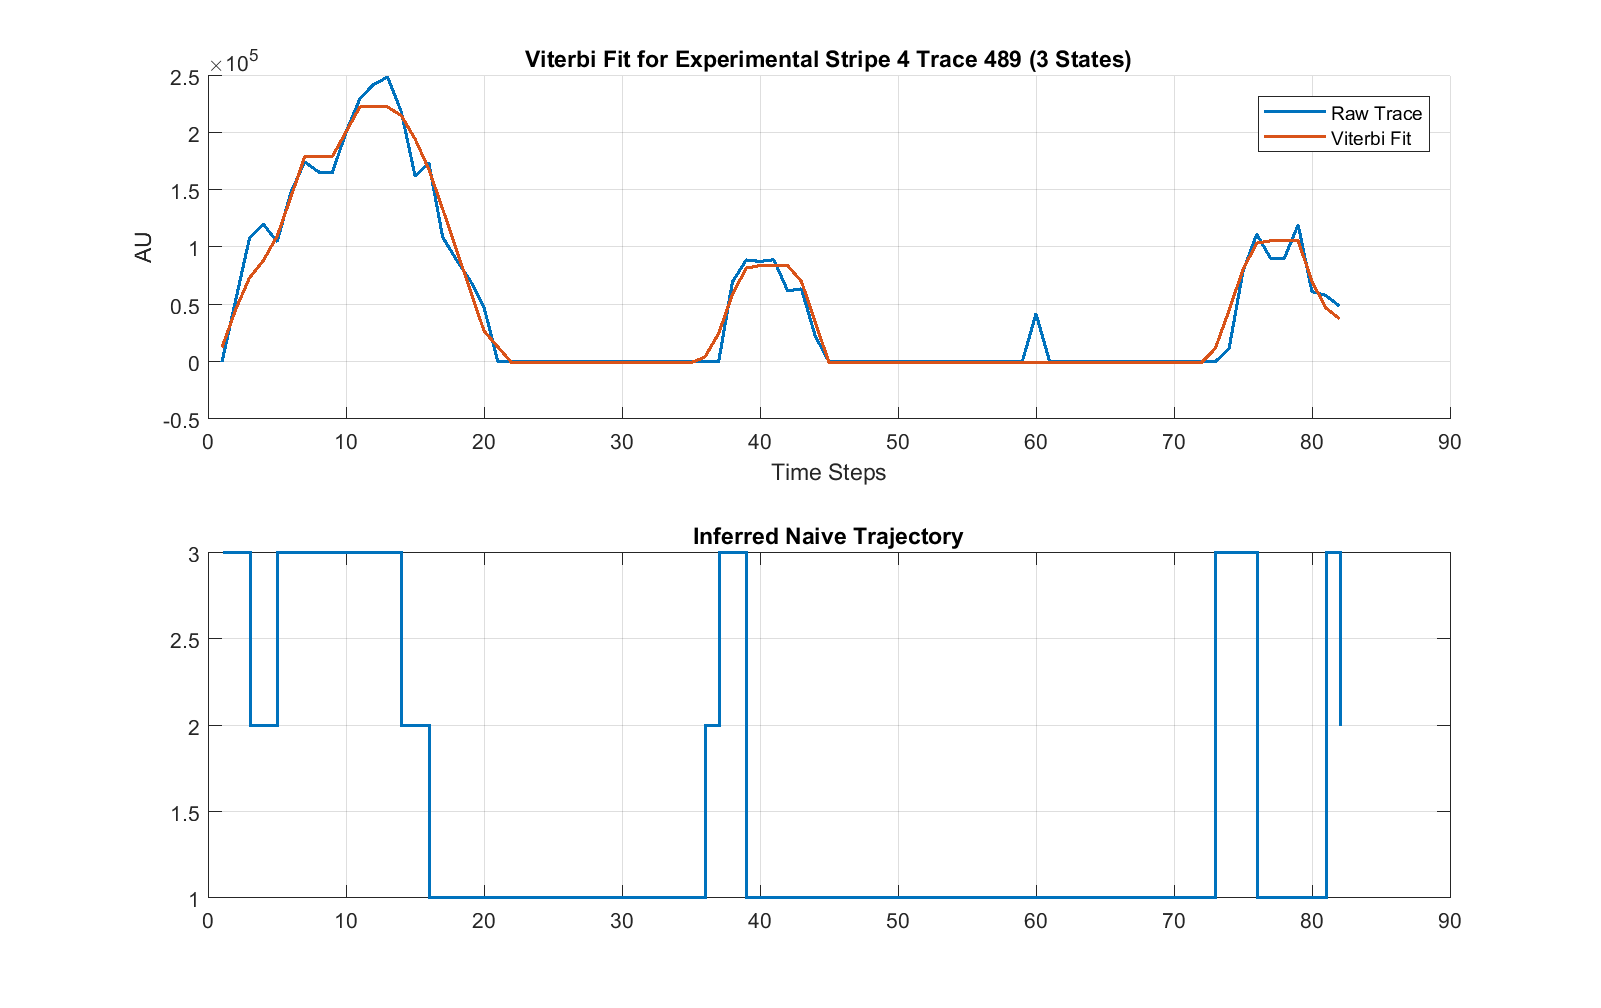 Viterbi Fit for Experimental Stripe 4 Trace 489 (3 States)
×10⁵
2.5
2
1.5
1
0.5
0
-0.5
AU
Raw Trace
Viterbi Fit
0 10 20 30 40 50 60 70 80 90
Time Steps
Inferred Naive Trajectory
3
2.5
2
1.5
1
0 10 20 30 40 50 60 70 80 90